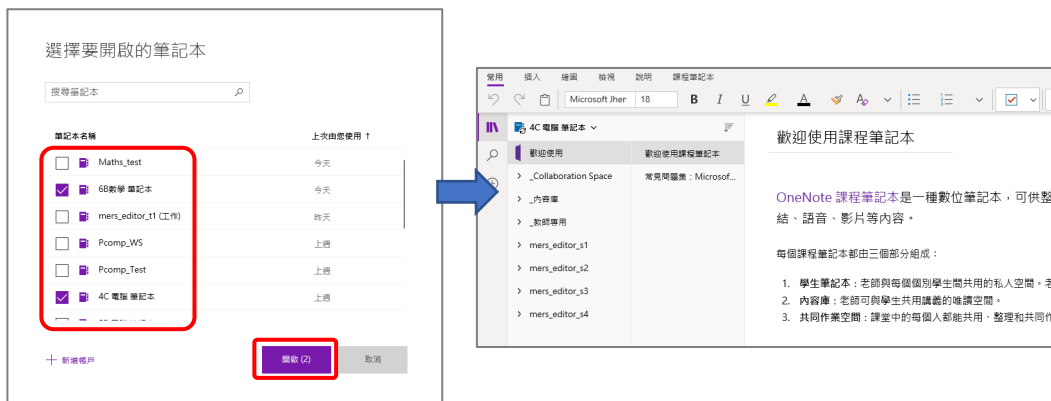 選擇要開啟的筆記本
搜尋筆記本
筆記本名稱 上次由您使用 ↑
Maths_test 今天
6B數學 筆記本 今天
mers_editor_t1 (工作) 昨天
Pcomp_WS 上週
Pcomp_Test 上週
4C 電腦 筆記本 上週
新增帳戶
開啟 (2) 取消
常用 插入 繪圖 檢視 說明 課程筆記本
Microsoft Jher 18 B I U A
4C 電腦 筆記本
歡迎使用
_Collaboration Space
_內容庫
_教師專用
mers_editor_s1
mers_editor_s2
mers_editor_s3
mers_editor_s4
歡迎使用課程筆記本
常見問題集：Microsof...
歡迎使用課程筆記本
OneNote 課程筆記本是一種數位筆記本，可供整
結、語音、影片等內容。
每個課程筆記本都由三個部分組成：
1. 學生筆記本：老師與每個個別學生間共用的私人空間。老
2. 內容庫：老師可與學生共用講義的唯讀空間。
3. 共同作業空間：課堂中的每個人都能共用、整理和共同作